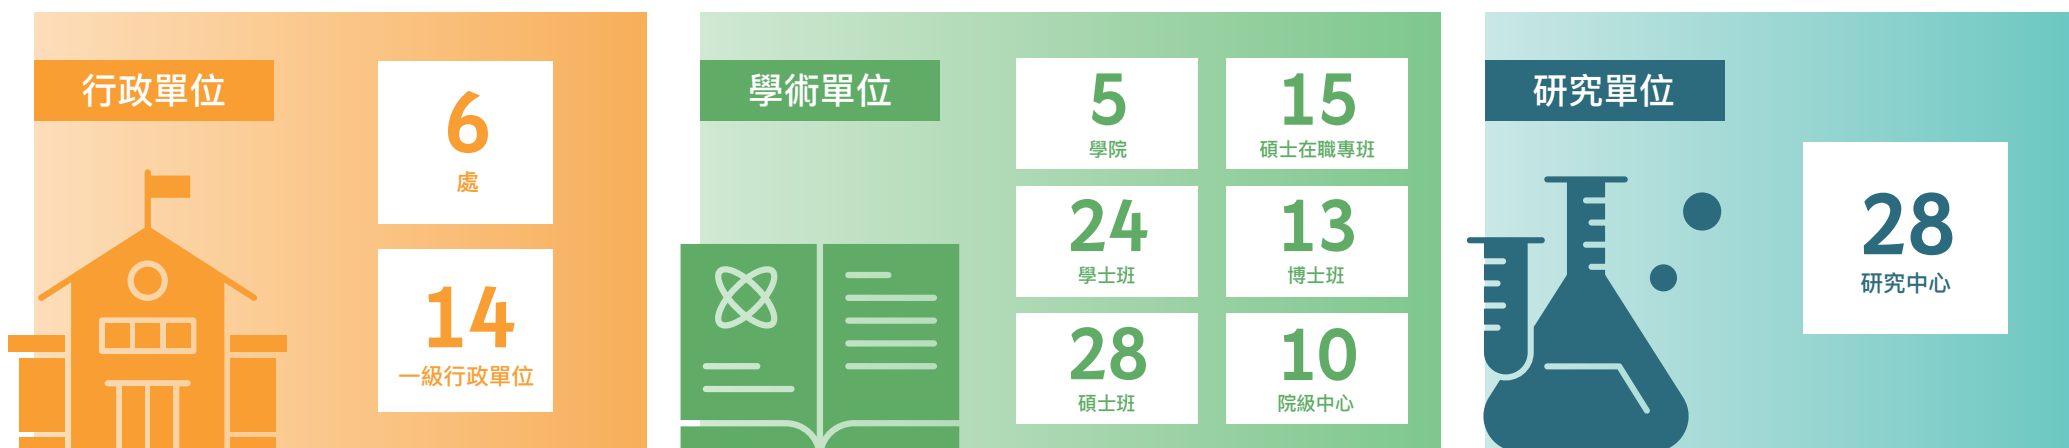 行政單位
6
處
14
一級行政單位
學術單位
5
學院
15
碩士在職專班
24
學士班
13
博士班
28
碩士班
10
院級中心
研究單位
28
研究中心